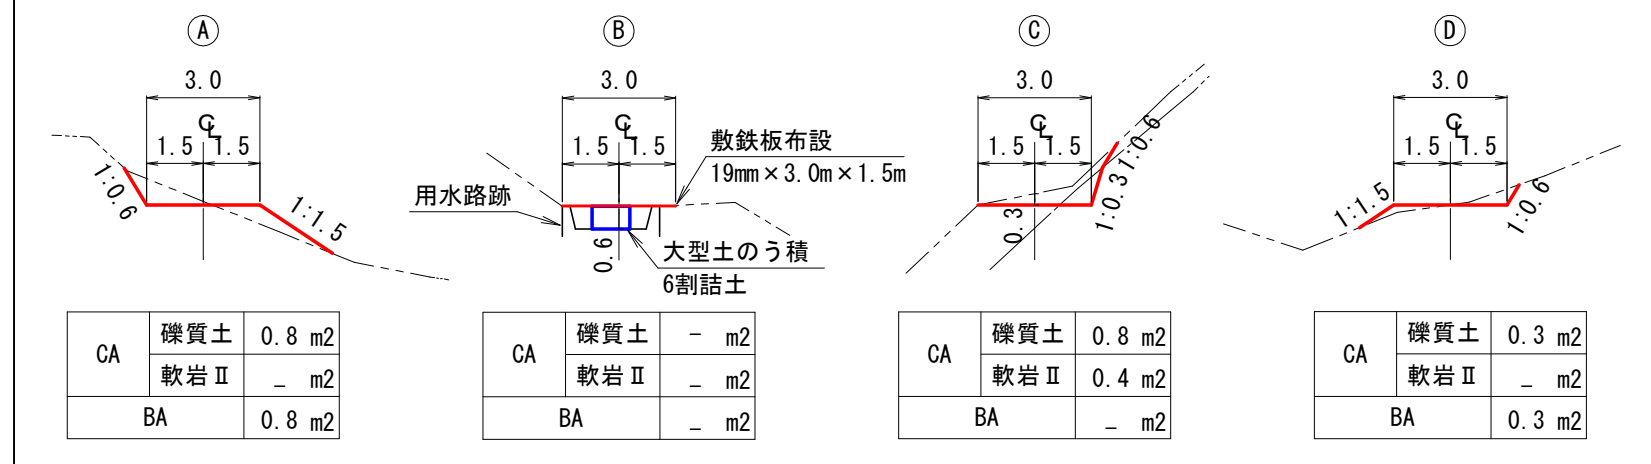 Ⓐ
3.0
℄
1.5 1.5
1:0.6
1:1.5
CA 礫質土 0.8 m2
軟岩Ⅱ － m2
BA 0.8 m2
Ⓑ
3.0
℄
1.5 1.5
敷鉄板布設
19mm×3.0m×1.5m
用水路跡
0.6
大型土のう積
6割詰土
CA 礫質土 － m2
軟岩Ⅱ － m2
BA － m2
Ⓒ
3.0
℄
1.5 1.5
0.3
1:0.3
1:0.6
CA 礫質土 0.8 m2
軟岩Ⅱ 0.4 m2
BA － m2
Ⓓ
3.0
℄
1.5 1.5
1:1.5
1:0.6
CA 礫質土 0.3 m2
軟岩Ⅱ － m2
BA 0.3 m2